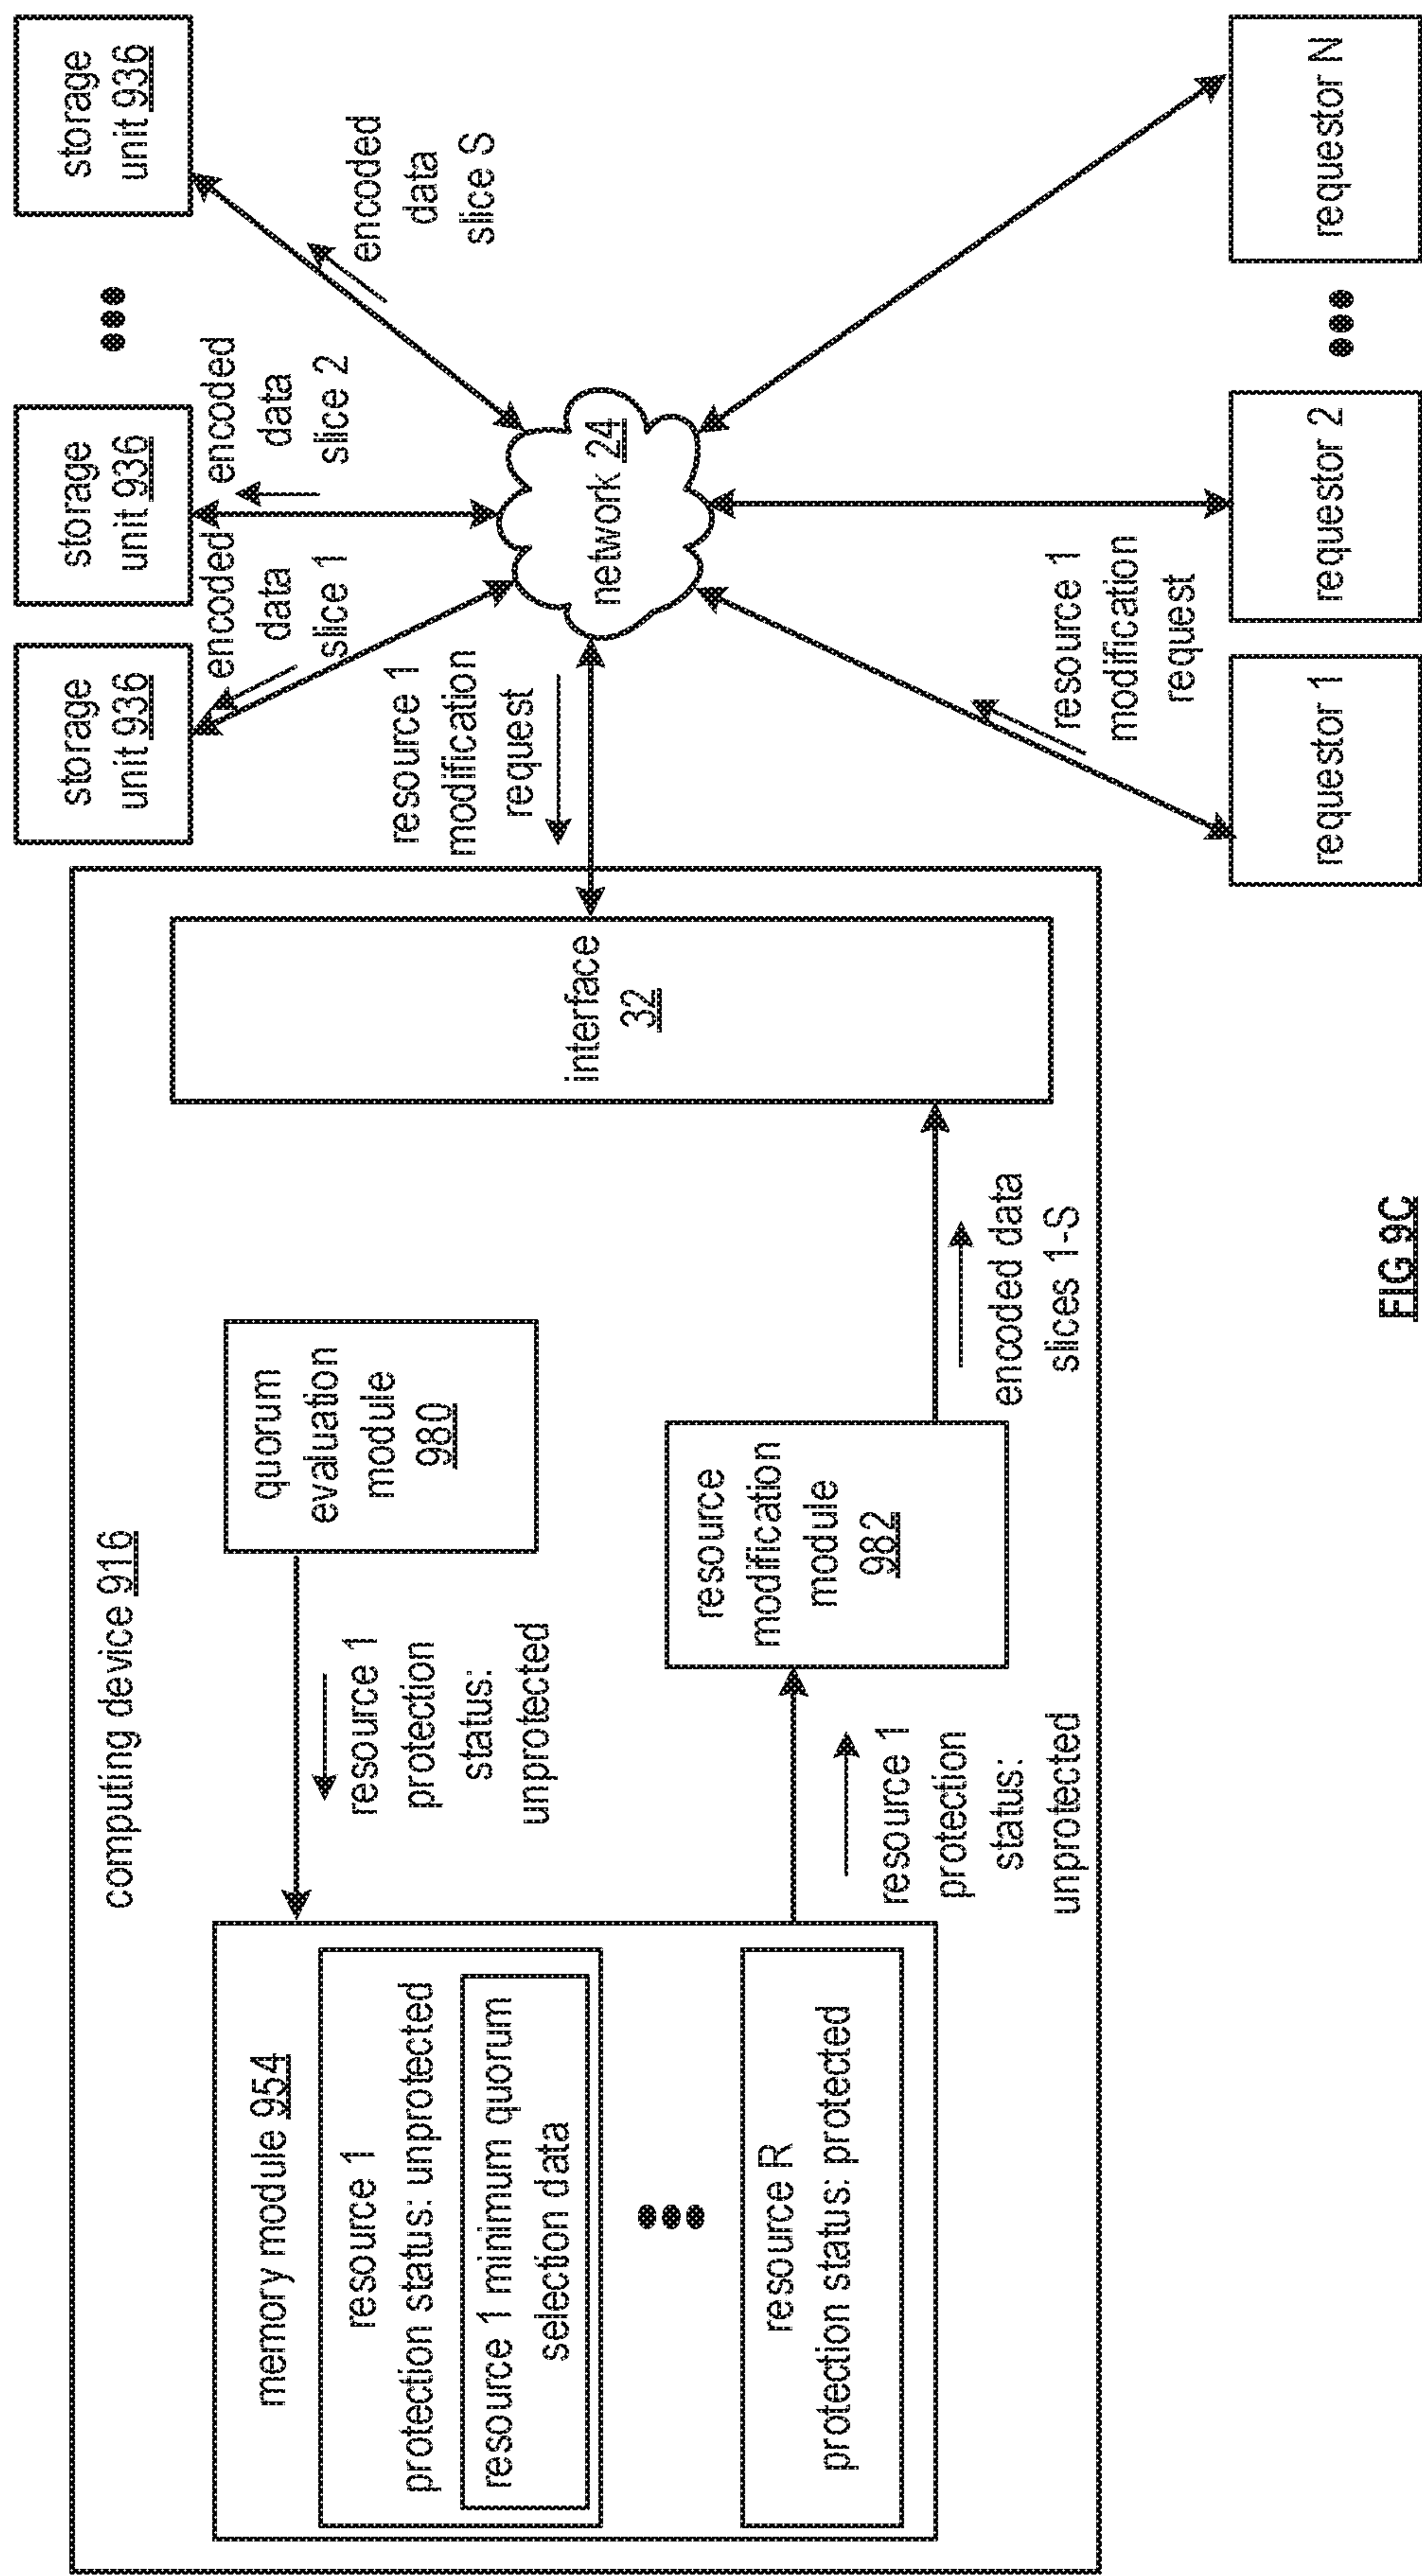 computing device 916
memory module 954
resource 1
protection status: unprotected
resource 1 minimum quorum
selection data
resource R
protection status: protected
resource 1
protection
status:
unprotected
quorum
evaluation
module
980
resource 1
protection
status:
unprotected
resource
modification
module
982
encoded data
slices 1-S
interface
32
resource 1
modification
request
network 24
storage
unit 936
encoded
data
slice 1
storage
unit 936
encoded
data
slice 2
storage
unit 936
encoded
data
slice S
resource 1
modification
request
requestor 1
requestor 2
requestor N
FIG 9C